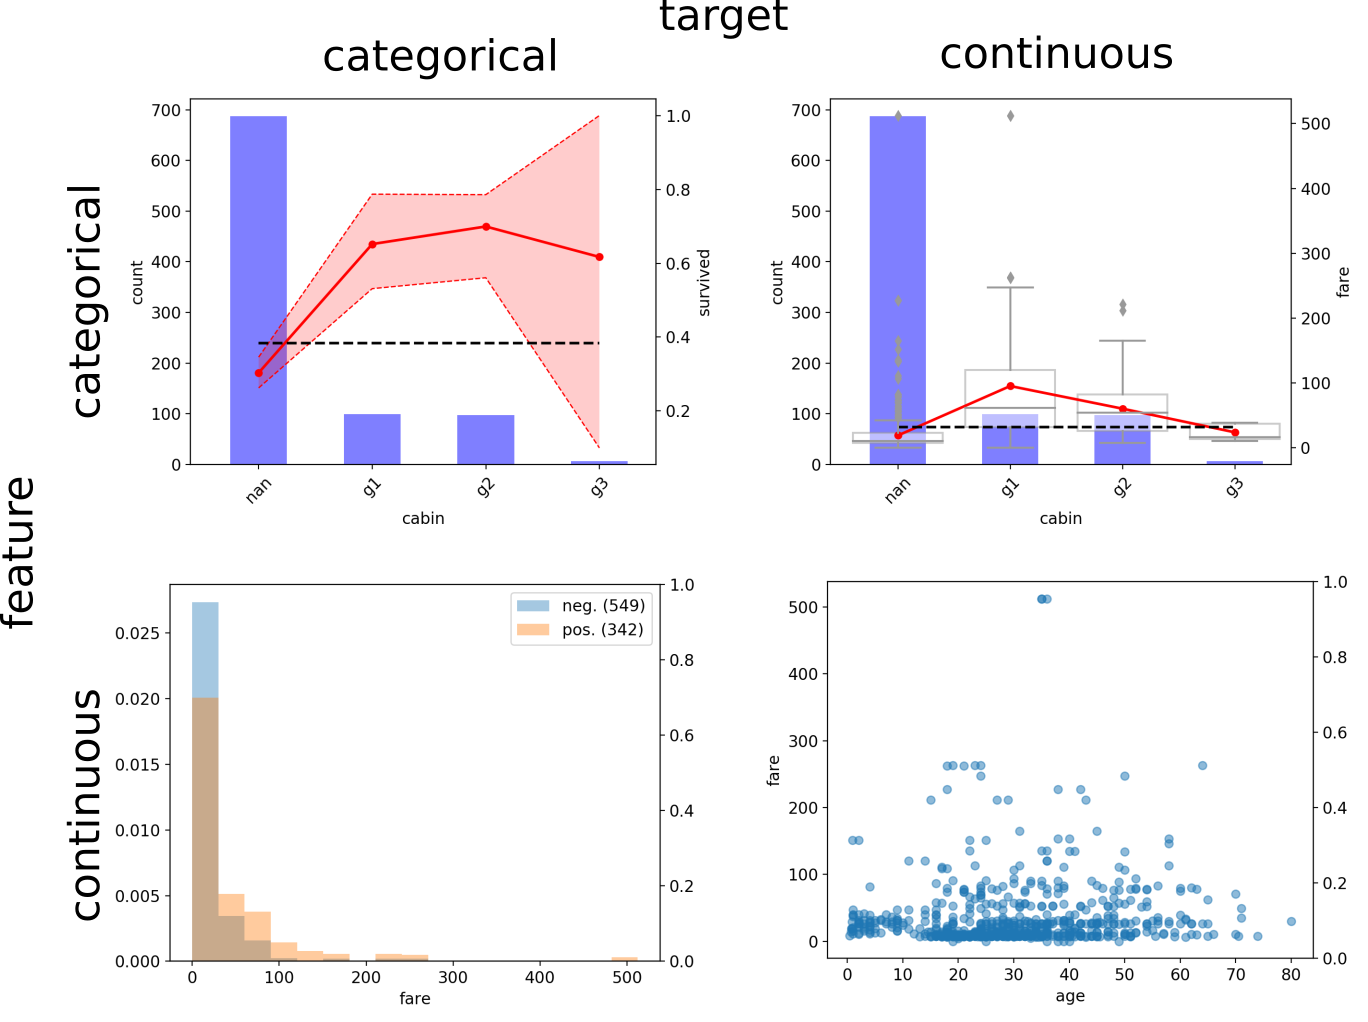 target
categorical
continuous
feature
categorical
700
600
500
400
300
200
100
0
count
1.0
0.8
0.6
0.4
0.2
survived
nan
g1
g2
g3
cabin
700
600
500
400
300
200
100
0
count
500
400
300
200
100
0
fare
nan
g1
g2
g3
cabin
continuous
0.025
0.020
0.015
0.010
0.005
0.000
neg. (549)
pos. (342)
1.0
0.8
0.6
0.4
0.2
0.0
0
100
200
300
400
500
fare
500
400
300
200
100
0
fare
1.0
0.8
0.6
0.4
0.2
0.0
0
10
20
30
40
50
60
70
80
age